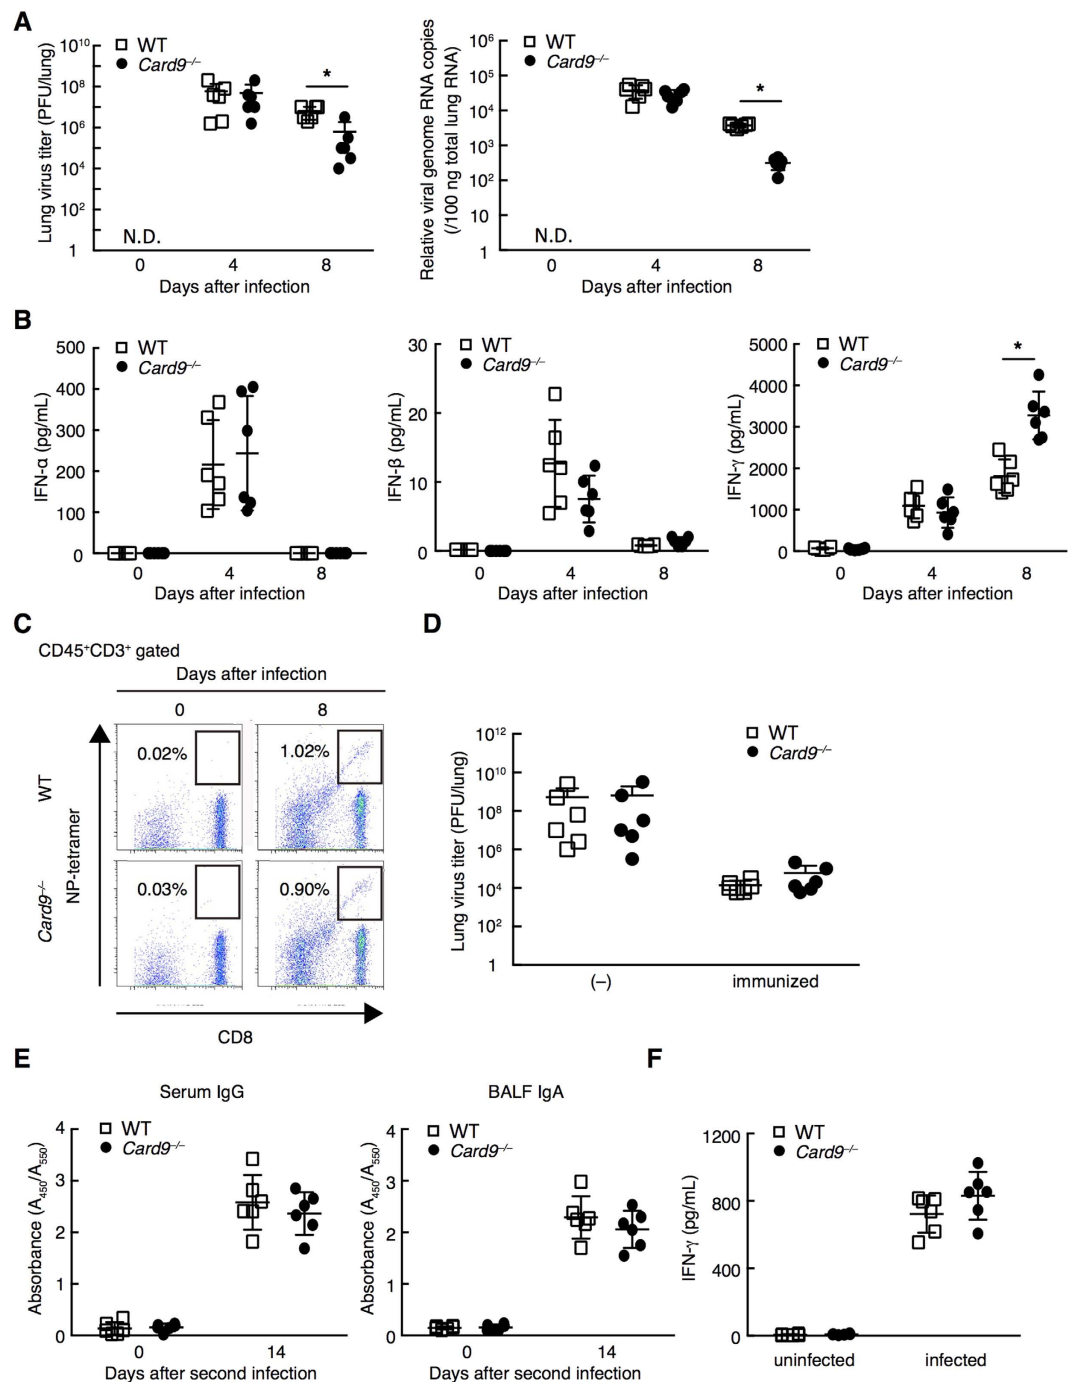 A
Lung virus titer (PFU/lung)
10¹⁰
10⁸
10⁶
10⁴
10²
1
WT
Card9⁻/⁻
*
N.D.
0 4 8
Days after infection
Relative viral genome RNA copies
(/100 ng total lung RNA)
10⁶
10⁵
10⁴
10³
10²
10
1
WT
Card9⁻/⁻
*
N.D.
0 4 8
Days after infection
B
IFN-α (pg/mL)
500
400
300
200
100
0
WT
Card9⁻/⁻
0 4 8
Days after infection
IFN-β (pg/mL)
30
20
10
0
WT
Card9⁻/⁻
0 4 8
Days after infection
IFN-γ (pg/mL)
5000
4000
3000
2000
1000
0
WT
Card9⁻/⁻
*
0 4 8
Days after infection
C
CD45⁺CD3⁺ gated
Days after infection
0 8
WT
0.02% 1.02%
Card9⁻/⁻
0.03% 0.90%
NP-tetramer
CD8
D
Lung virus titer (PFU/lung)
10¹²
10¹⁰
10⁸
10⁶
10⁴
10²
1
WT
Card9⁻/⁻
(–) immunized
E
Serum IgG
Absorbance (A₄₅₀/A₅₅₀)
4
3
2
1
0
WT
Card9⁻/⁻
0 14
Days after second infection
BALF IgA
Absorbance (A₄₅₀/A₅₅₀)
4
3
2
1
0
WT
Card9⁻/⁻
0 14
Days after second infection
F
IFN-γ (pg/mL)
1200
800
400
0
WT
Card9⁻/⁻
uninfected infected